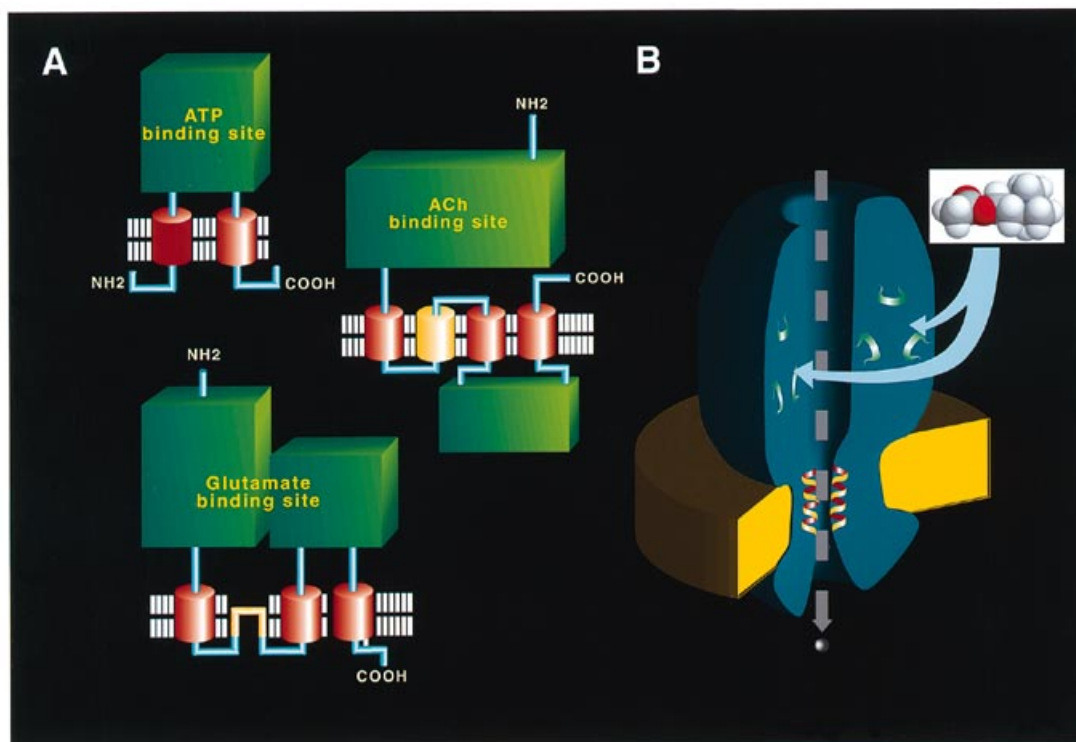 A
ATP
binding site
NH2
COOH
NH2
ACh
binding site
COOH
NH2
Glutamate
binding site
COOH
B